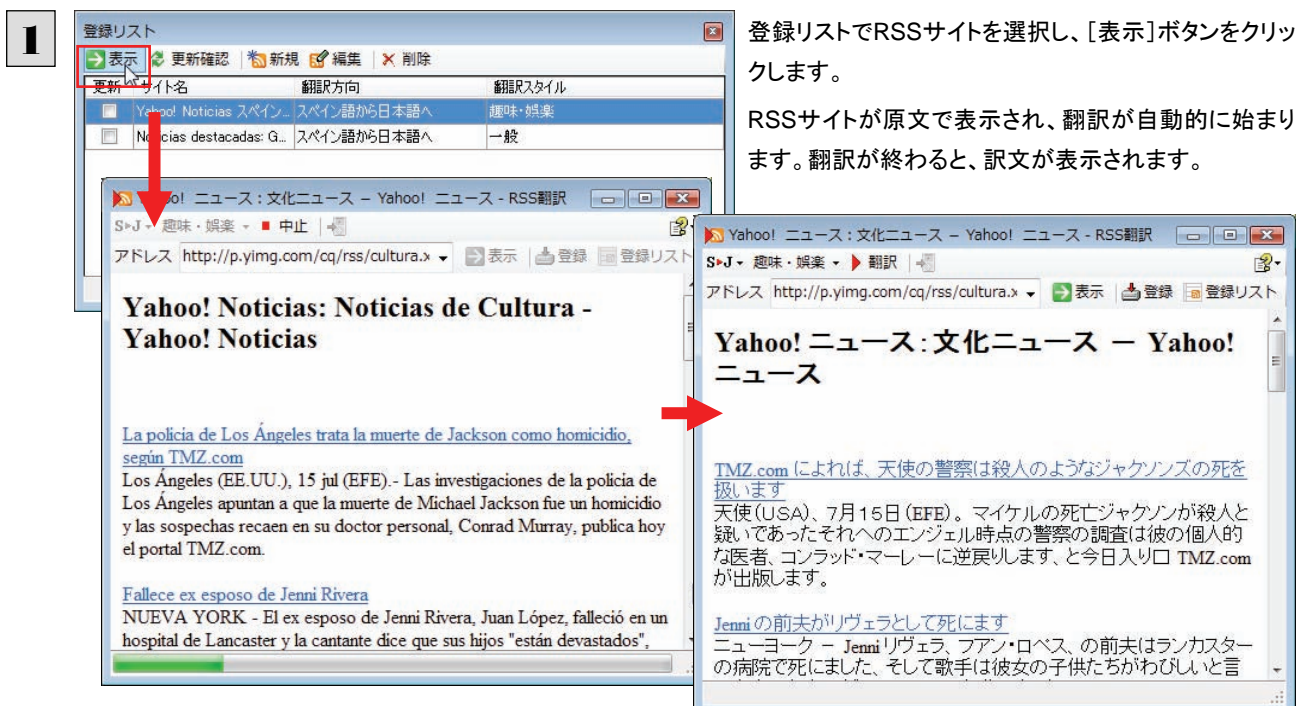 1
登録リスト
表示 更新確認 新規 編集 削除
更新 サイト名 翻訳方向 翻訳スタイル
Yahoo! Noticias スペイン... スペイン語から日本語へ 趣味・娯楽
Noticias destacadas: G... スペイン語から日本語へ 一般
登録リストでRSSサイトを選択し、[表示]ボタンをクリッ
クします。
RSSサイトが原文で表示され、翻訳が自動的に始まり
ます。翻訳が終わると、訳文が表示されます。
ニュース:文化ニュース – Yahoo! ニュース - RSS翻訳
S▸J 趣味・娯楽 中止
アドレス http://p.yimg.com/cq/rss/cultura.x 表示 登録 登録リスト
Yahoo! Noticias: Noticias de Cultura -
Yahoo! Noticias
La policia de Los Ángeles trata la muerte de Jackson como homicidio,
según TMZ.com
Los Ángeles (EE.UU.), 15 jul (EFE).- Las investigaciones de la policia de
Los Ángeles apuntan a que la muerte de Michael Jackson fue un homicidio
y las sospechas recaen en su doctor personal, Conrad Murray, publica hoy
el portal TMZ.com.
Fallece ex esposo de Jenni Rivera
NUEVA YORK - El ex esposo de Jenni Rivera, Juan López, falleció en un
hospital de Lancaster y la cantante dice que sus hijos "están devastados",
Yahoo! ニュース:文化ニュース – Yahoo! ニュース - RSS翻訳
S▸J 趣味・娯楽 翻訳
アドレス http://p.yimg.com/cq/rss/cultura.x 表示 登録 登録リスト
Yahoo! ニュース:文化ニュース − Yahoo!
ニュース
TMZ.com によれば、天使の警察は殺人のようなジャクソンズの死を
扱います
天使(USA)、7月15日(EFE)。マイケルの死亡ジャクソンが殺人と
疑いであったそれへのエンジェル時点の警察の調査は彼の個人的
な医者、コンラッド・マーレーに逆戻りします、と今日入り口 TMZ.com
が出版します。
Jenni の前夫がリヴェラとして死にます
ニューヨーク − Jenni リヴェラ、フアン・ロペス、の前夫はランカスター
の病院で死にました、そして歌手は彼女の子供たちがわびしいと言